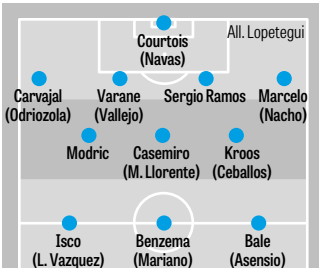 All. Lopetegui
Courtois
(Navas)
Carvajal
(Odriozola)
Varane
(Vallejo)
Sergio Ramos
Marcelo
(Nacho)
Modric
Casemiro
(M. Llorente)
Kroos
(Ceballos)
Isco
(L. Vazquez)
Benzema
(Mariano)
Bale
(Asensio)